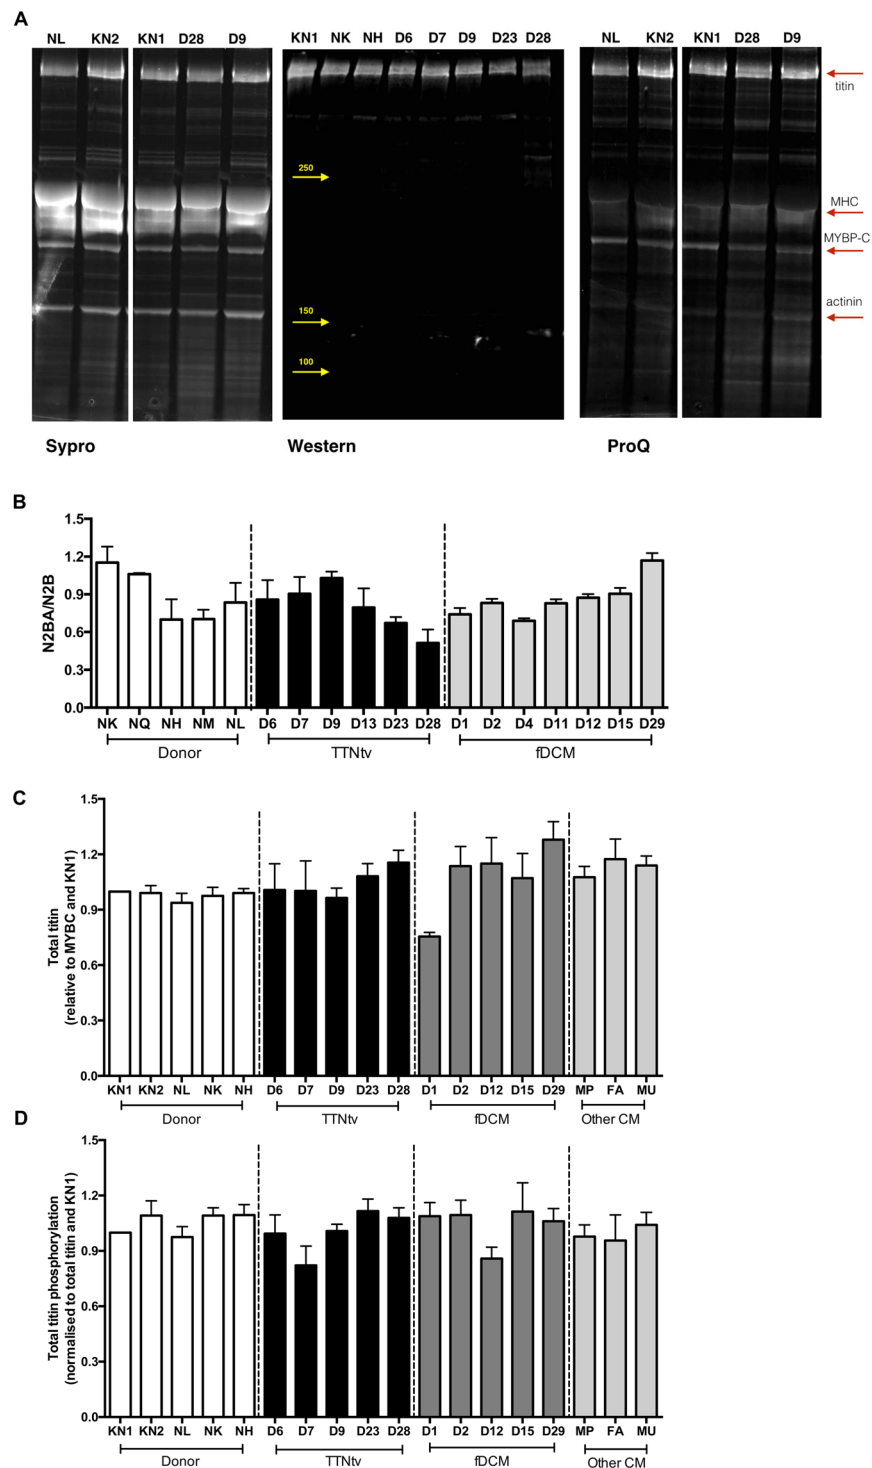 A
NL KN2 KN1 D28 D9
KN1 NK NH D6 D7 D9 D23 D28
NL KN2 KN1 D28 D9
titin
250
MHC
MYBP-C
actinin
150
100
Sypro
Western
ProQ
B
N2BA/N2B
1.5
1.2
0.9
0.6
0.3
0.0
NK NQ NH NM NL D6 D7 D9 D13 D23 D28 D1 D2 D4 D11 D12 D15 D29
Donor TTNtv fDCM
C
Total titin
(relative to MYBC and KN1)
1.5
1.2
0.9
0.6
0.3
0.0
KN1 KN2 NL NK NH D6 D7 D9 D23 D28 D1 D2 D12 D15 D29 MP FA MU
Donor TTNtv fDCM Other CM
D
Total titin phosphorylation
(normalised to total titin and KN1)
1.5
1.2
0.9
0.6
0.3
0.0
KN1 KN2 NL NK NH D6 D7 D9 D23 D28 D1 D2 D12 D15 D29 MP FA MU
Donor TTNtv fDCM Other CM